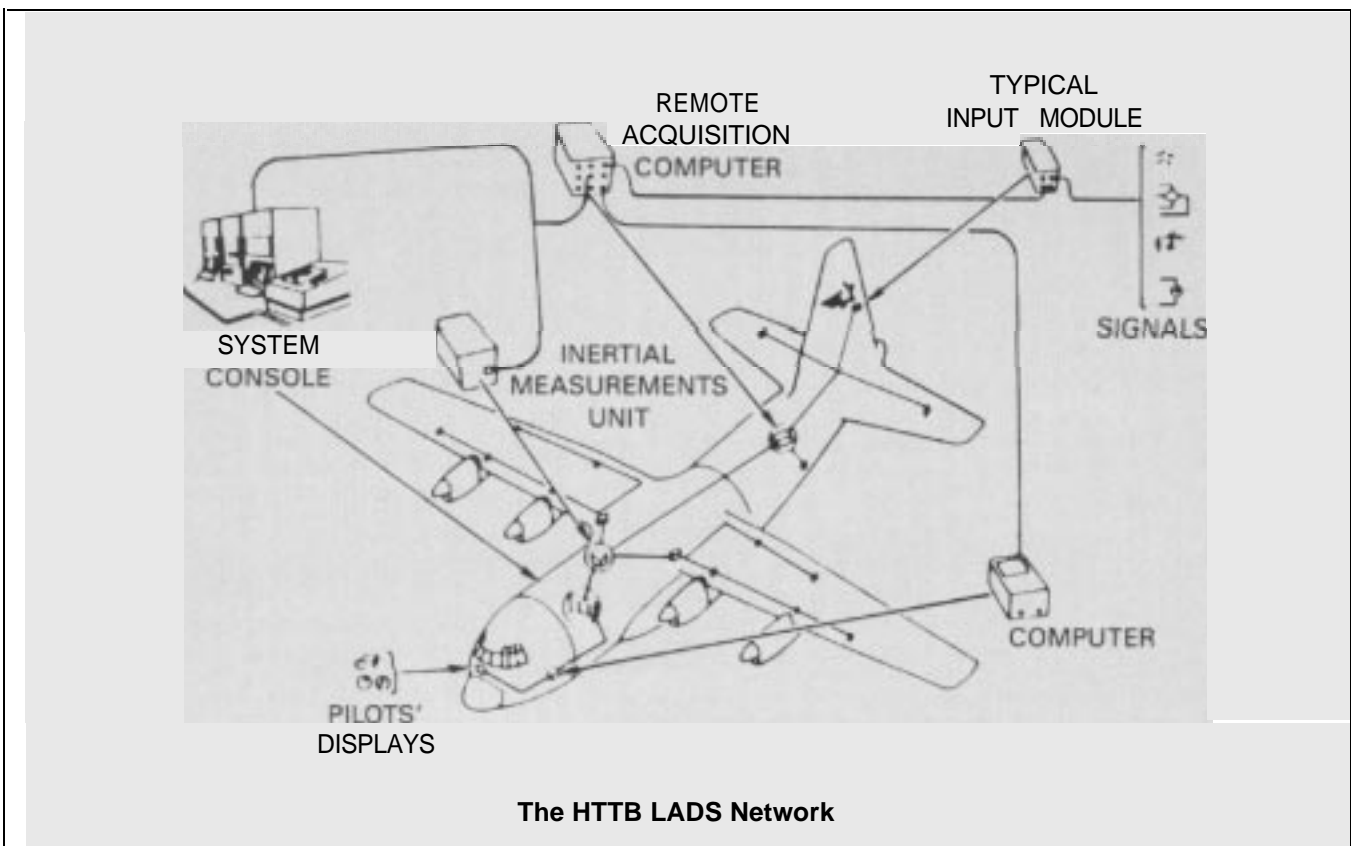 REMOTE
ACQUISITION
COMPUTER
TYPICAL
INPUT MODULE
SIGNALS
SYSTEM
CONSOLE
INERTIAL
MEASUREMENTS
UNIT
COMPUTER
PILOTS'
DISPLAYS
The HTTB LADS Network